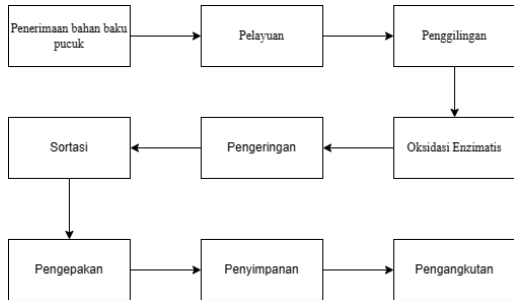 Penerimaan bahan baku
pucuk
Pelayuan
Penggilingan
Oksidasi Enzimatis
Pengeringan
Sortasi
Pengepakan
Penyimpanan
Pengangkutan